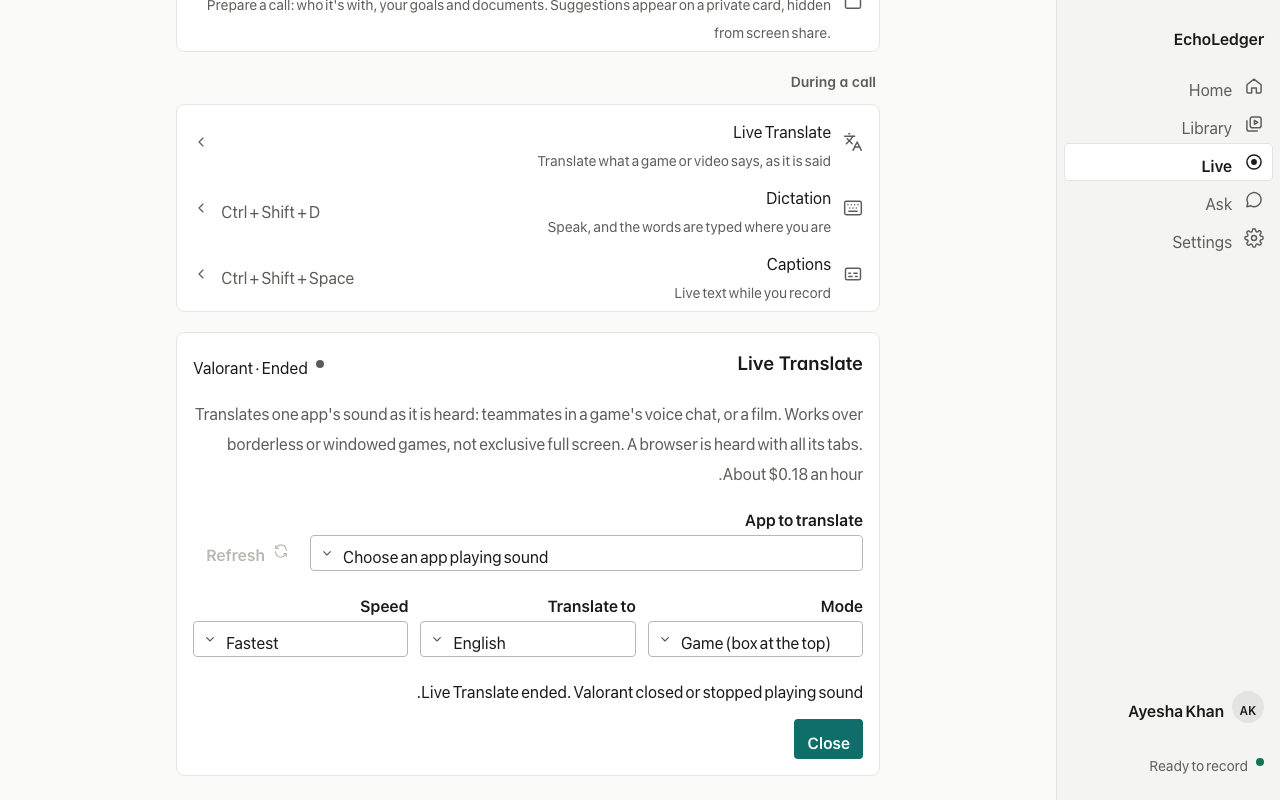 EchoLedger
Home
Library
Live
Ask
Settings
Ayesha Khan
AK
Ready to record
Prepare a call: who it's with, your goals and documents. Suggestions appear on a private card, hidden
from screen share.
During a call
Live Translate
Translate what a game or video says, as it is said
Dictation
Speak, and the words are typed where you are
Ctrl + Shift + D
Captions
Live text while you record
Ctrl + Shift + Space
Live Translate
Valorant · Ended
Translates one app's sound as it is heard: teammates in a game's voice chat, or a film. Works over
borderless or windowed games, not exclusive full screen. A browser is heard with all its tabs.
.About $0.18 an hour
App to translate
Choose an app playing sound
Refresh
Mode
Game (box at the top)
Translate to
English
Speed
Fastest
.Live Translate ended. Valorant closed or stopped playing sound
Close